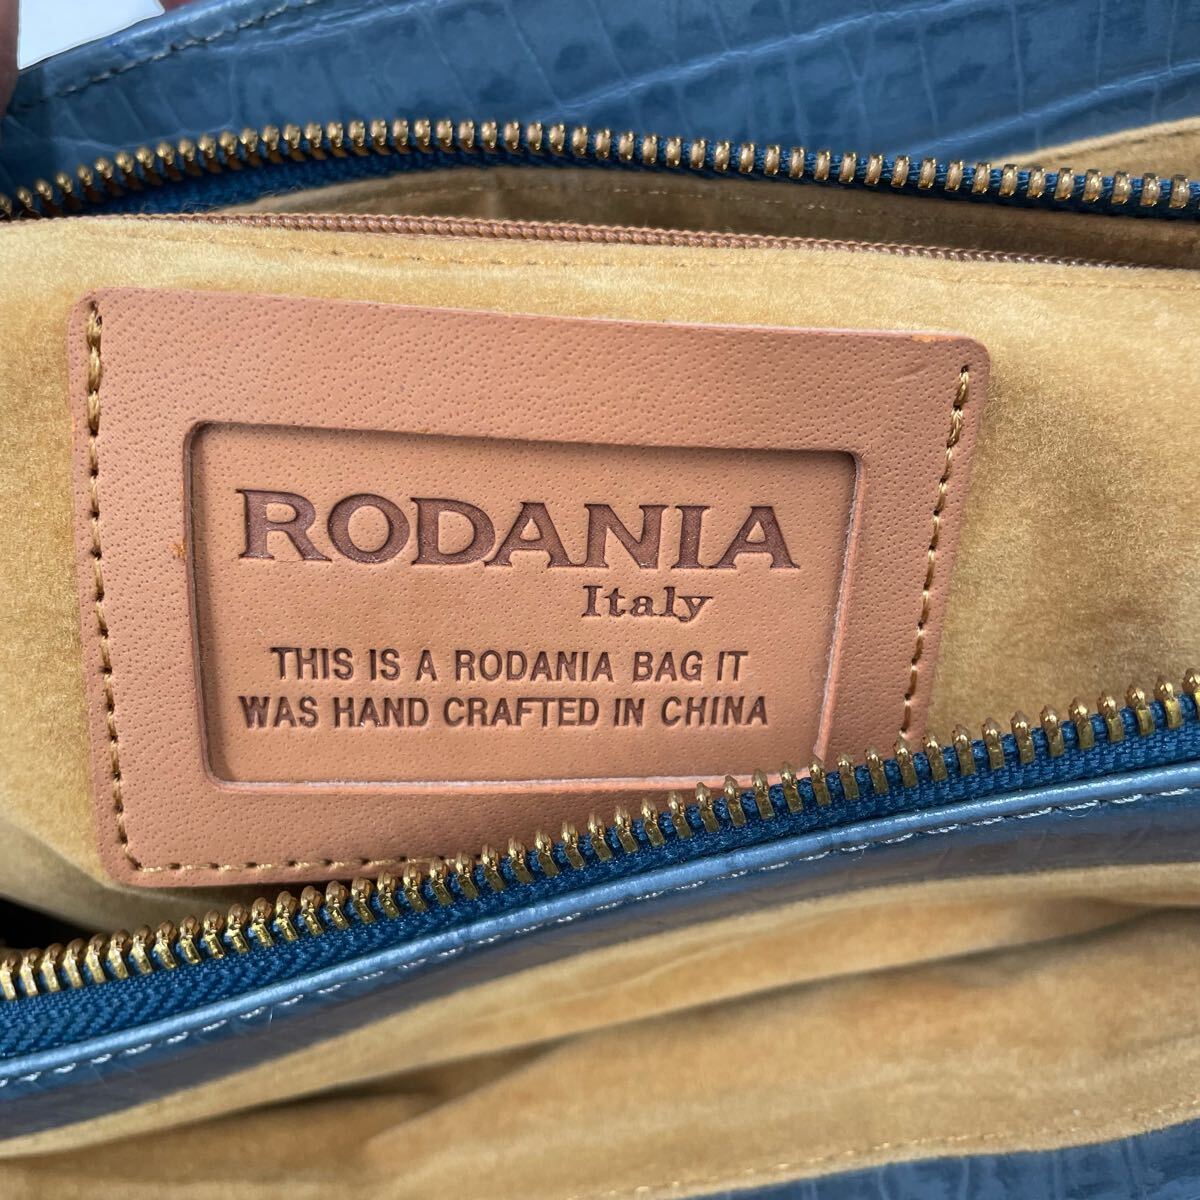 RODANIA
Italy
THIS IS A RODANIA BAG IT
WAS HAND CRAFTED IN CHINA